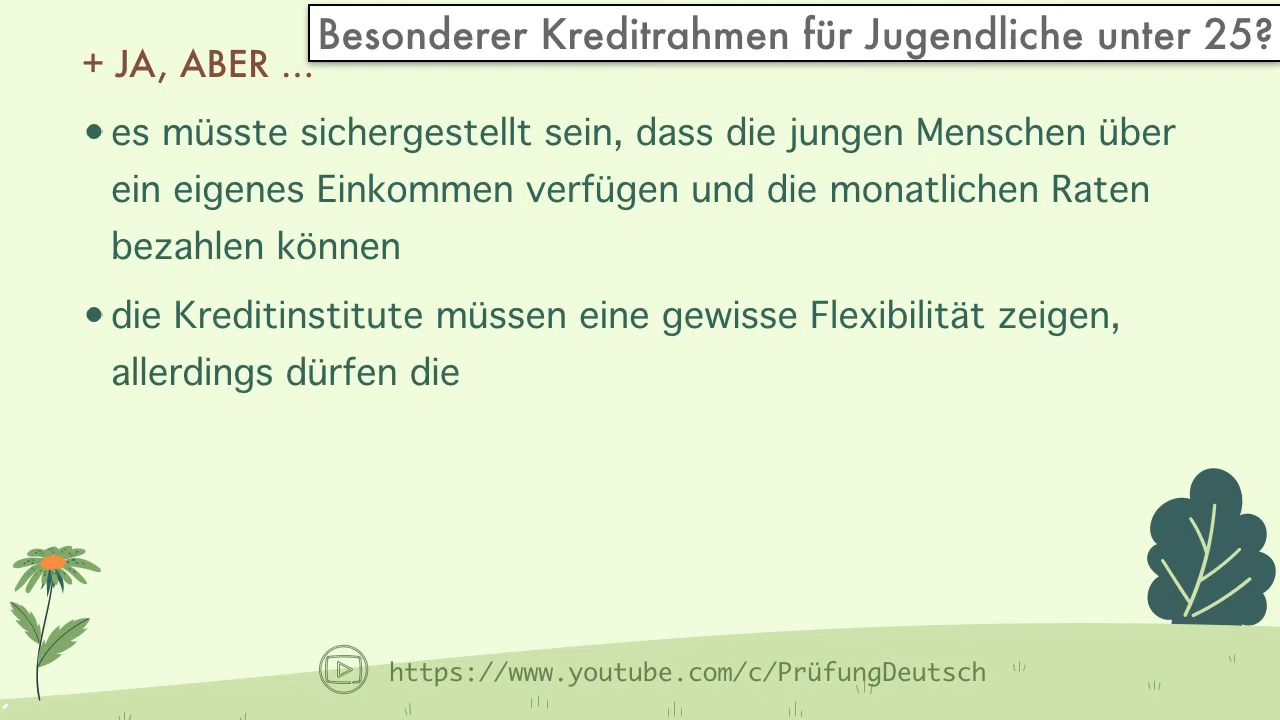 Besonderer Kreditrahmen für Jugendliche unter 25?
+ JA, ABER ...
• es müsste sichergestellt sein, dass die jungen Menschen über
ein eigenes Einkommen verfügen und die monatlichen Raten
bezahlen können
• die Kreditinstitute müssen eine gewisse Flexibilität zeigen,
allerdings dürfen die
https://www.youtube.com/c/PrüfungDeutsch